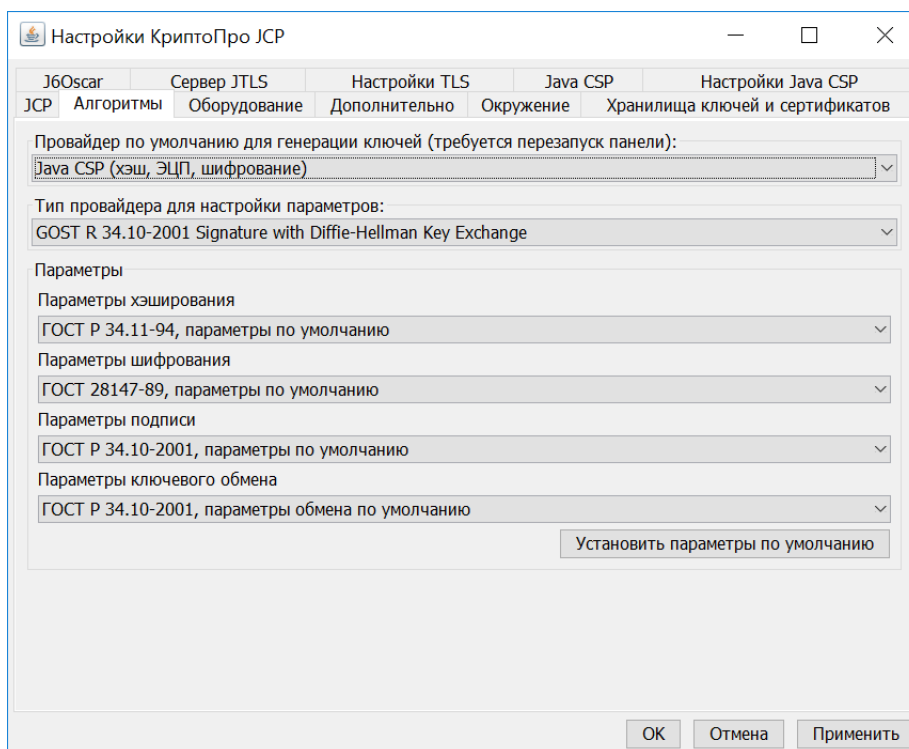 Настройки КриптоПро JCP
J6Oscar Сервер JTLS Настройки TLS Java CSP Настройки Java CSP
JCP Алгоритмы Оборудование Дополнительно Окружение Хранилища ключей и сертификатов
Провайдер по умолчанию для генерации ключей (требуется перезапуск панели):
Java CSP (хэш, ЭЦП, шифрование)
Тип провайдера для настройки параметров:
GOST R 34.10-2001 Signature with Diffie-Hellman Key Exchange
Параметры
Параметры хэширования
ГОСТ Р 34.11-94, параметры по умолчанию
Параметры шифрования
ГОСТ 28147-89, параметры по умолчанию
Параметры подписи
ГОСТ Р 34.10-2001, параметры по умолчанию
Параметры ключевого обмена
ГОСТ Р 34.10-2001, параметры обмена по умолчанию
Установить параметры по умолчанию
OK Отмена Применить